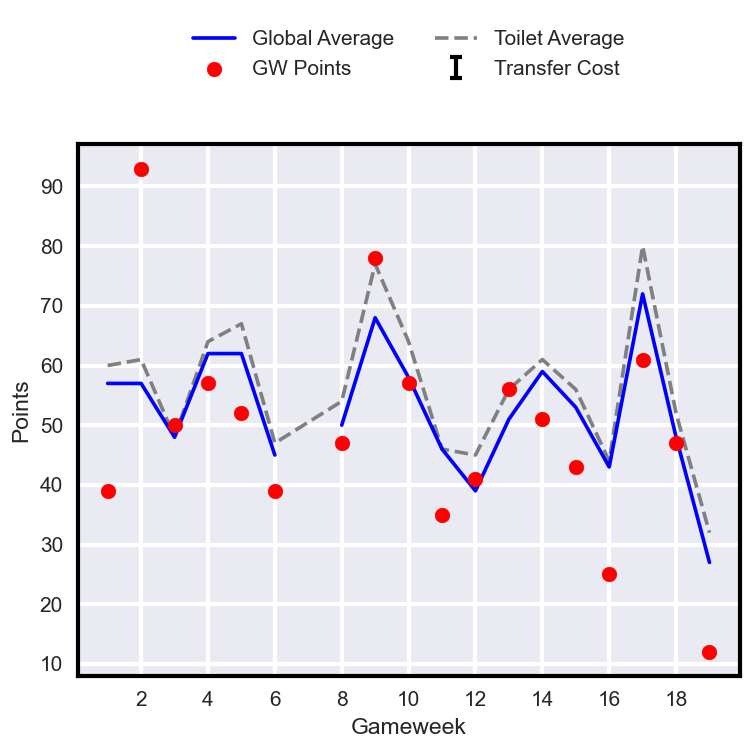 Global Average
Toilet Average
GW Points
Transfer Cost
90
80
70
60
50
40
30
20
10
Points
2 4 6 8 10 12 14 16 18
Gameweek